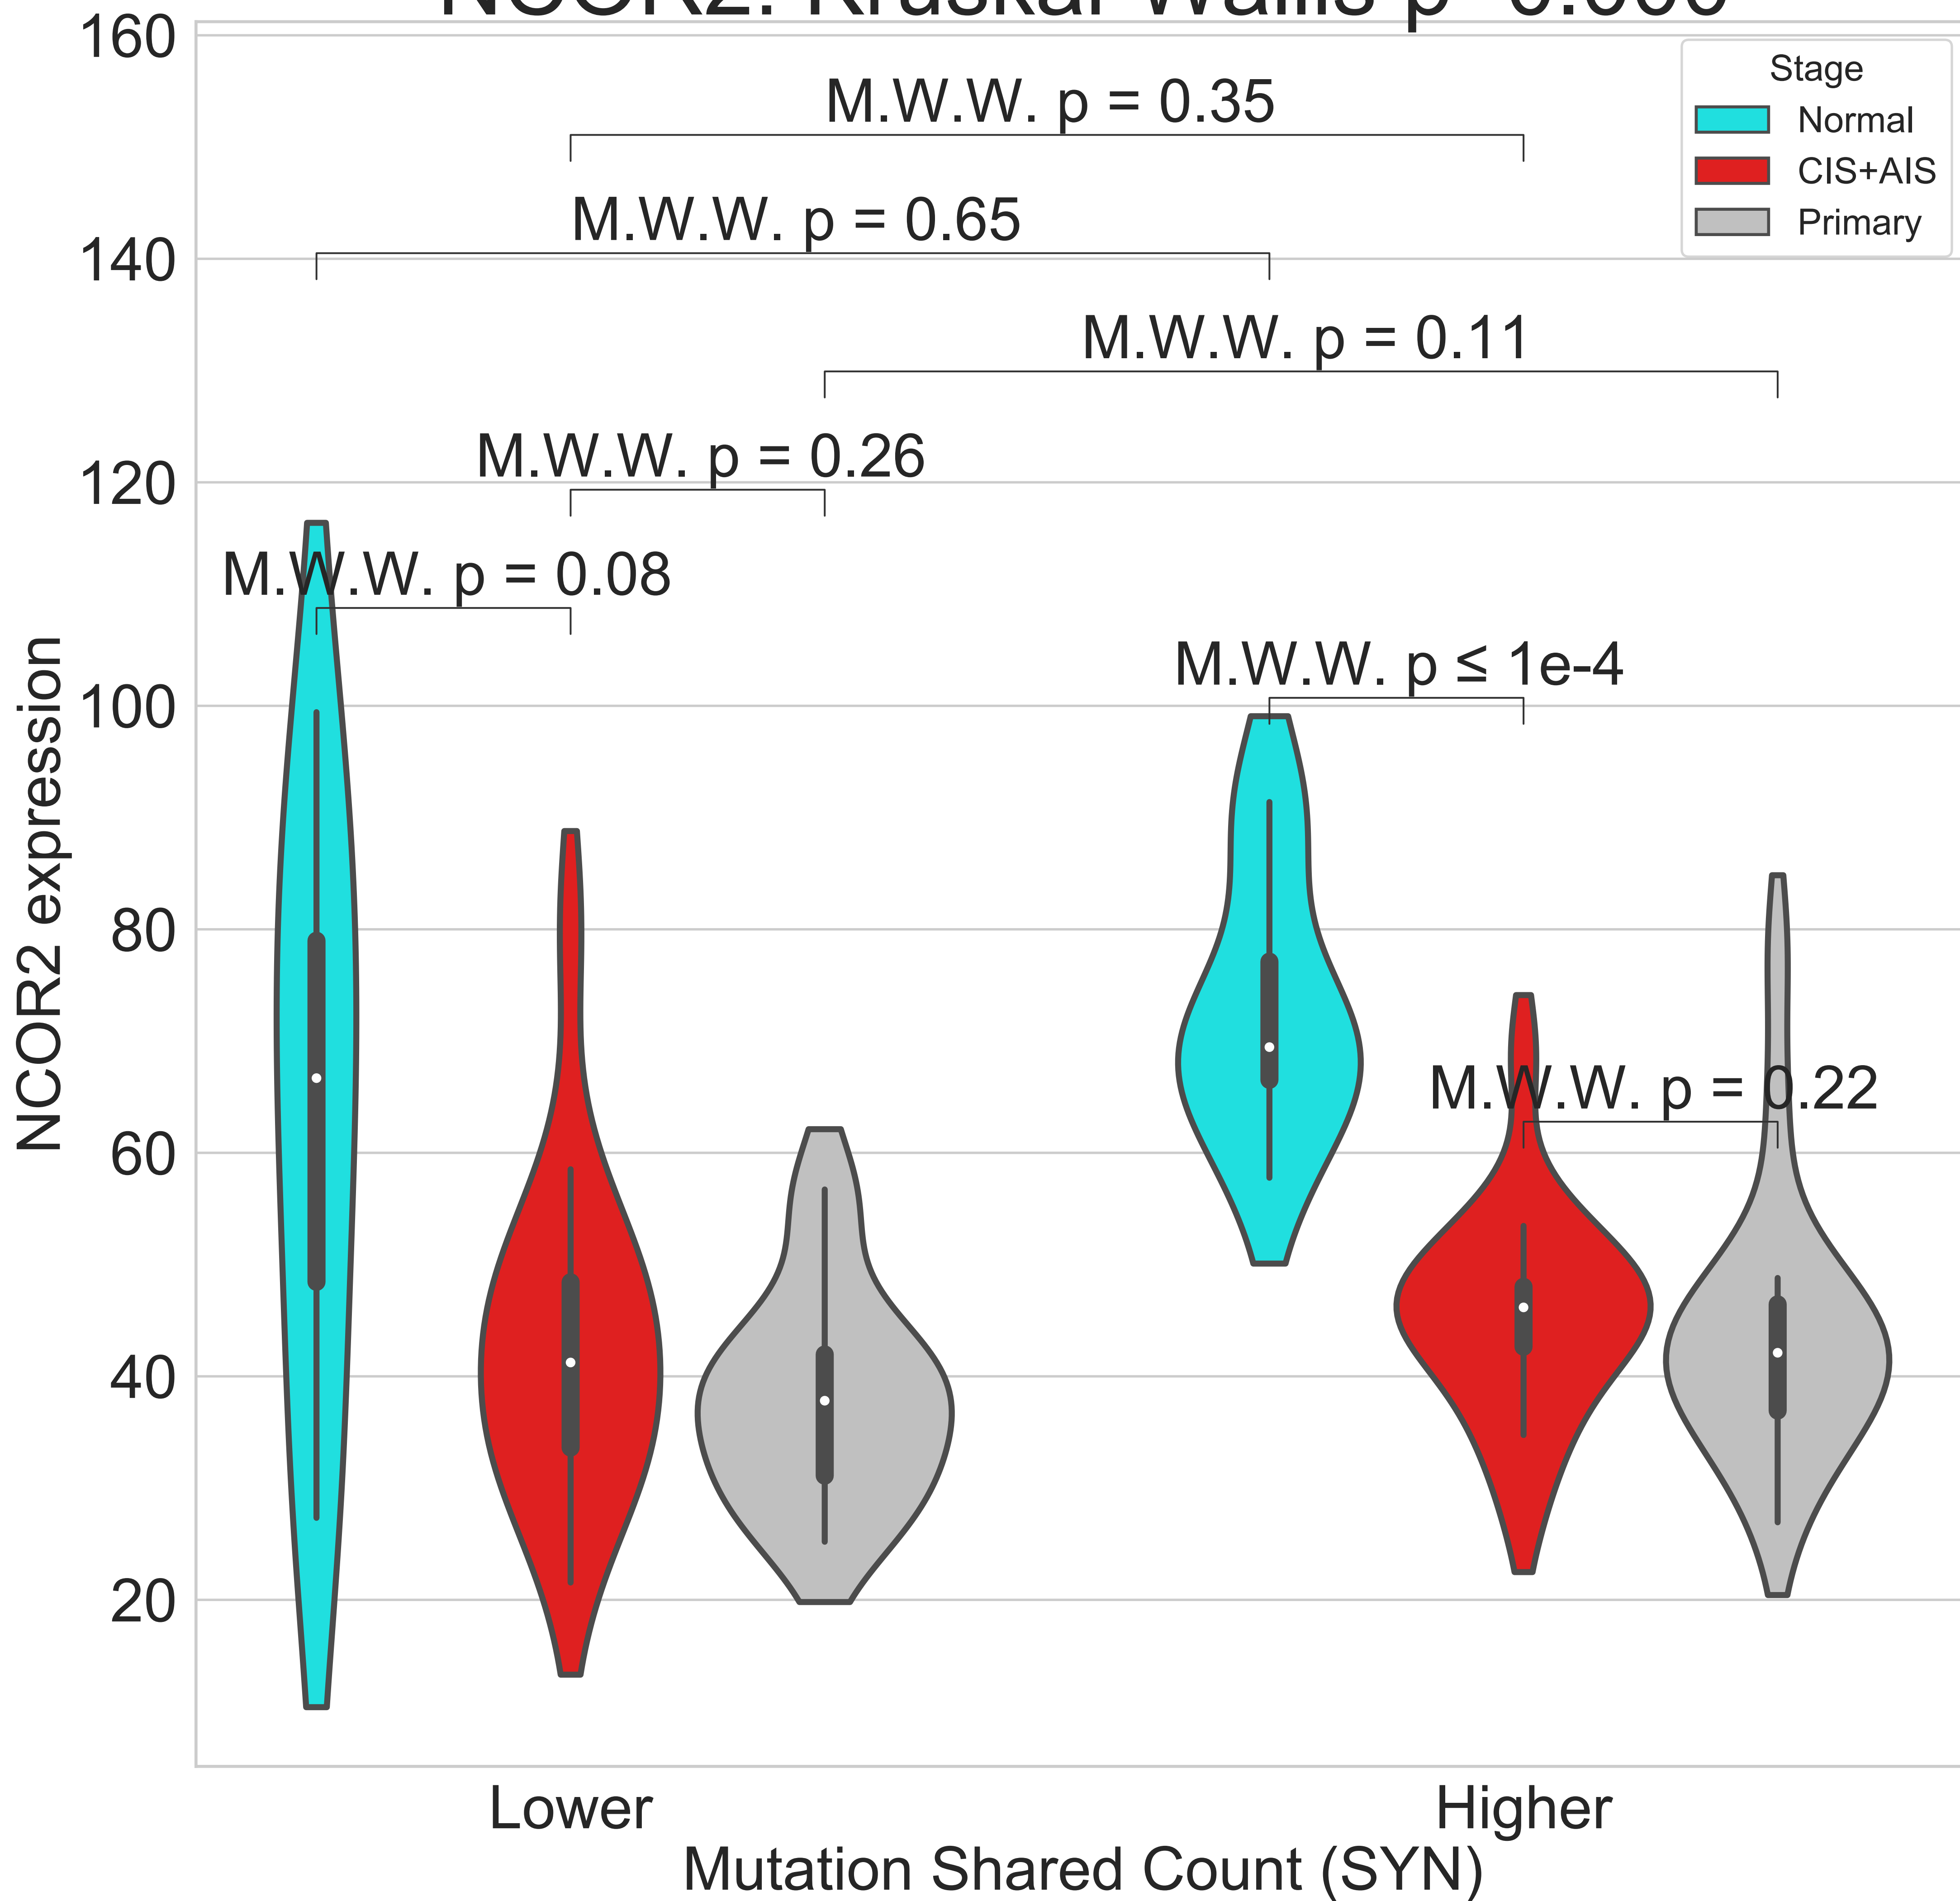 160
M.W.W. p = 0.35
Stage
Normal
CIS+AIS
Primary
M.W.W. p = 0.65
140
M.W.W. p = 0.11
M.W.W. p = 0.26
120
M.W.W. p = 0.08
M.W.W. p ≤ 1e-4
100
NCOR2 expression
80
M.W.W. p = 0.22
60
40
20
Lower
Higher
Mutation Shared Count (SYN)